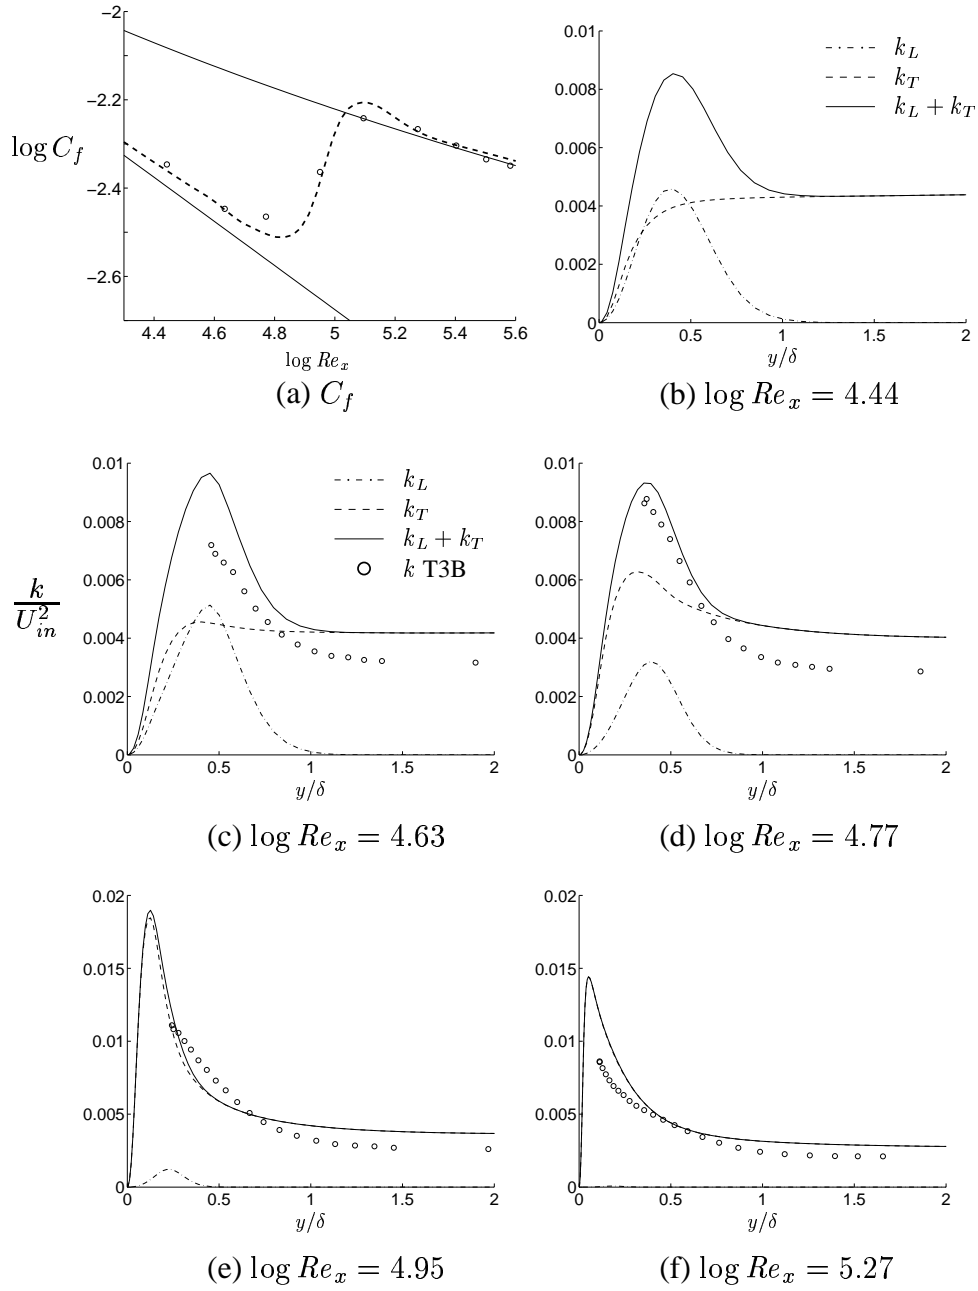 −2
−2.2
−2.4
−2.6
log C_f
4.4 4.6 4.8 5 5.2 5.4 5.6
log Re_x
(a) C_f
0.01
0.008
0.006
0.004
0.002
0
k_L
k_T
k_L + k_T
0 0.5 1 1.5 2
y/δ
(b) log Re_x = 4.44
k/U_in^2
0.01
0.008
0.006
0.004
0.002
0
k_L
k_T
k_L + k_T
k T3B
0 0.5 1 1.5 2
y/δ
(c) log Re_x = 4.63
0.01
0.008
0.006
0.004
0.002
0
0 0.5 1 1.5 2
y/δ
(d) log Re_x = 4.77
0.02
0.015
0.01
0.005
0
0 0.5 1 1.5 2
y/δ
(e) log Re_x = 4.95
0.02
0.015
0.01
0.005
0
0 0.5 1 1.5 2
y/δ
(f) log Re_x = 5.27